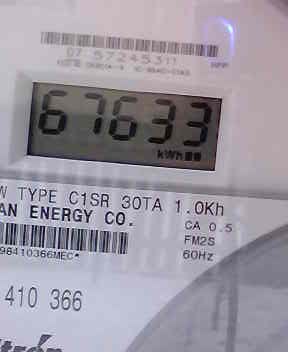 07 57245311
67633
kWh
W TYPE C1SR 30TA 1.0Kh
AN ENERGY CO.
CA 0.5
FM2S
98410366MEC*
60Hz
410 366
trón